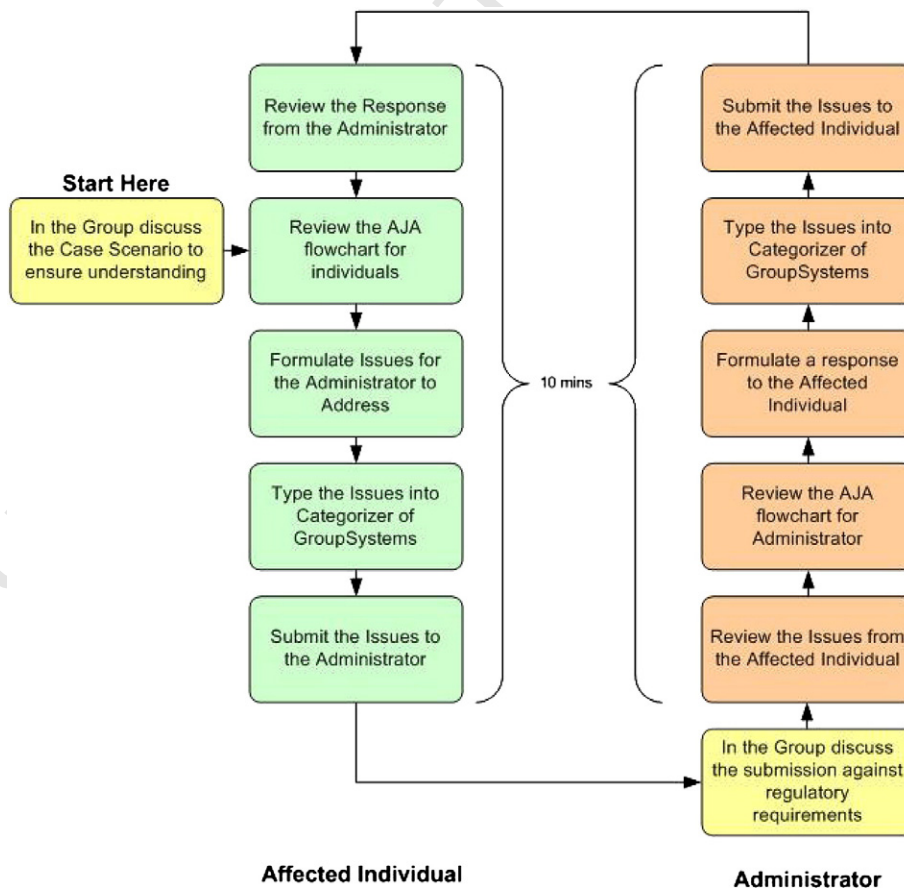 Review the Response
from the Administrator
Start Here
In the Group discuss
the Case Scenario to
ensure understanding
Review the AJA
flowchart for
individuals
Formulate Issues for
the Administrator to
Address
Type the Issues into
Categorizer of
GroupSystems
Submit the Issues to
the Administrator
10 mins
Submit the Issues to
the Affected Individual
Type the Issues into
Categorizer of
GroupSystems
Formulate a response
to the Affected
Individual
Review the AJA
flowchart for
Administrator
Review the Issues from
the Affected Individual
In the Group discuss
the submission against
regulatory
requirements
Affected Individual
Administrator